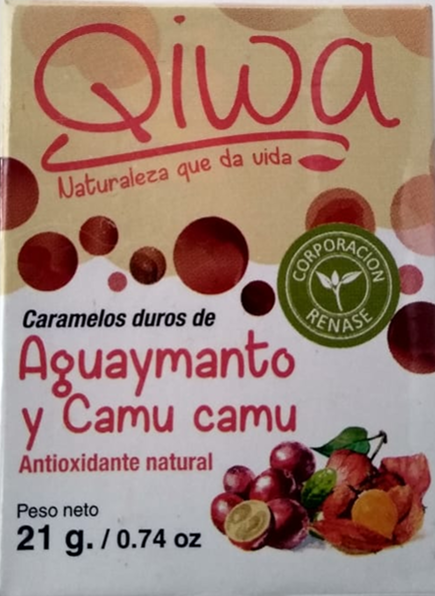 Qiwa
Naturaleza que da vida
CORPORACION
RENASE
Caramelos duros de
Aguaymanto
y Camu camu
Antioxidante natural
Peso neto
21 g. / 0.74 oz